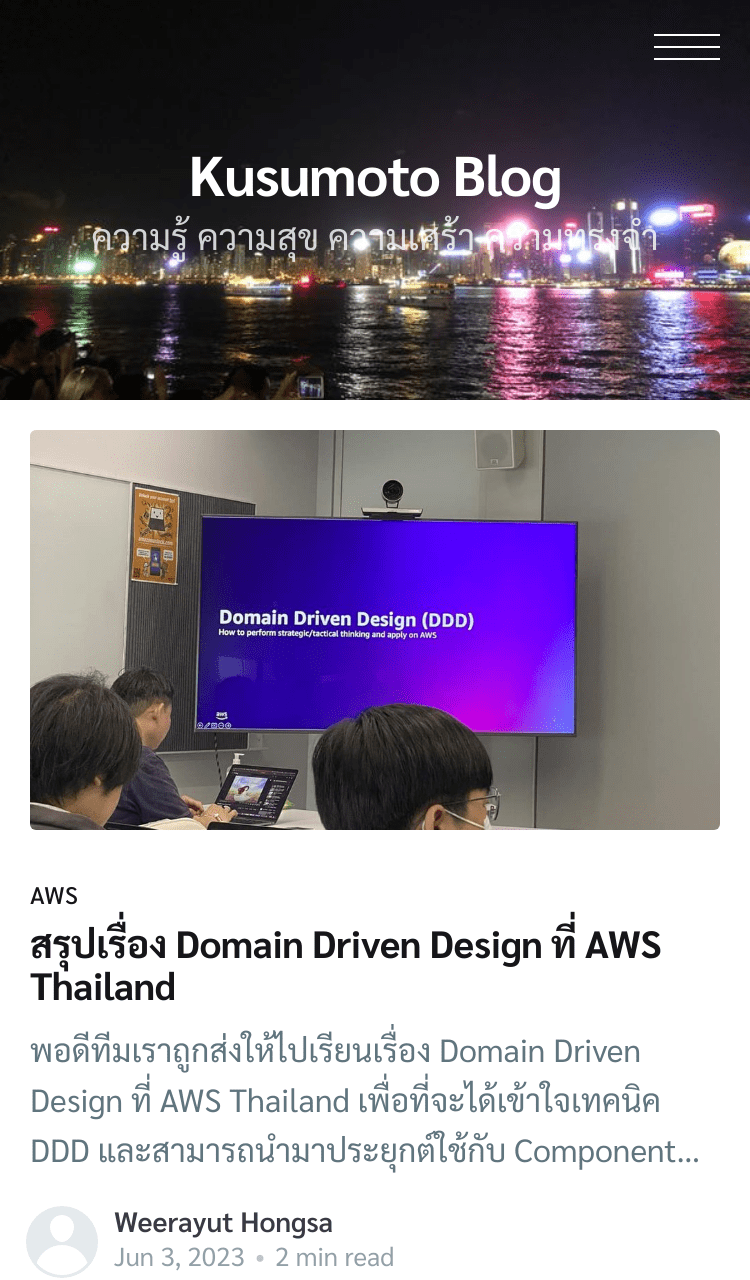 Kusumoto Blog
ความรู้ ความสุข ความเศร้า ความทรงจำ
Domain Driven Design (DDD)
How to perform strategic/tactical thinking and apply on AWS
aws
AWS
สรุปเรื่อง Domain Driven Design ที่ AWS
Thailand
พอดีทีมเราถูกส่งให้ไปเรียนเรื่อง Domain Driven
Design ที่ AWS Thailand เพื่อที่จะได้เข้าใจเทคนิค
DDD และสามารถนำมาประยุกต์ใช้กับ Component...
Weerayut Hongsa
Jun 3, 2023 • 2 min read